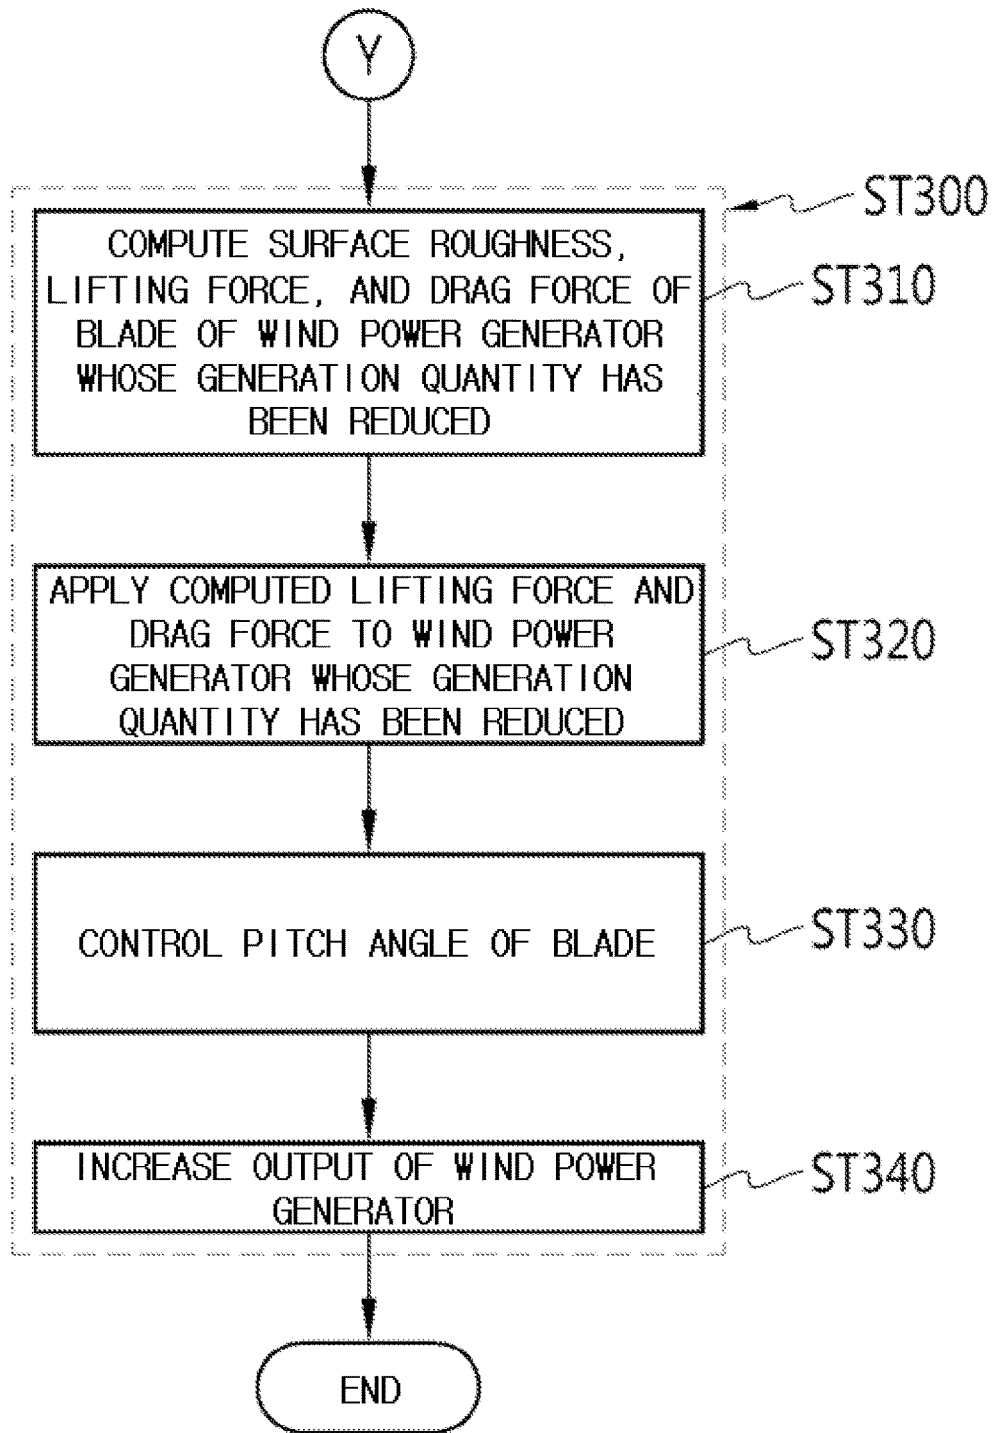 Y
ST300
COMPUTE SURFACE ROUGHNESS,
LIFTING FORCE, AND DRAG FORCE OF
BLADE OF WIND POWER GENERATOR
WHOSE GENERATION QUANTITY HAS
BEEN REDUCED
ST310
APPLY COMPUTED LIFTING FORCE AND
DRAG FORCE TO WIND POWER
GENERATOR WHOSE GENERATION
QUANTITY HAS BEEN REDUCED
ST320
CONTROL PITCH ANGLE OF BLADE
ST330
INCREASE OUTPUT OF WIND POWER
GENERATOR
ST340
END